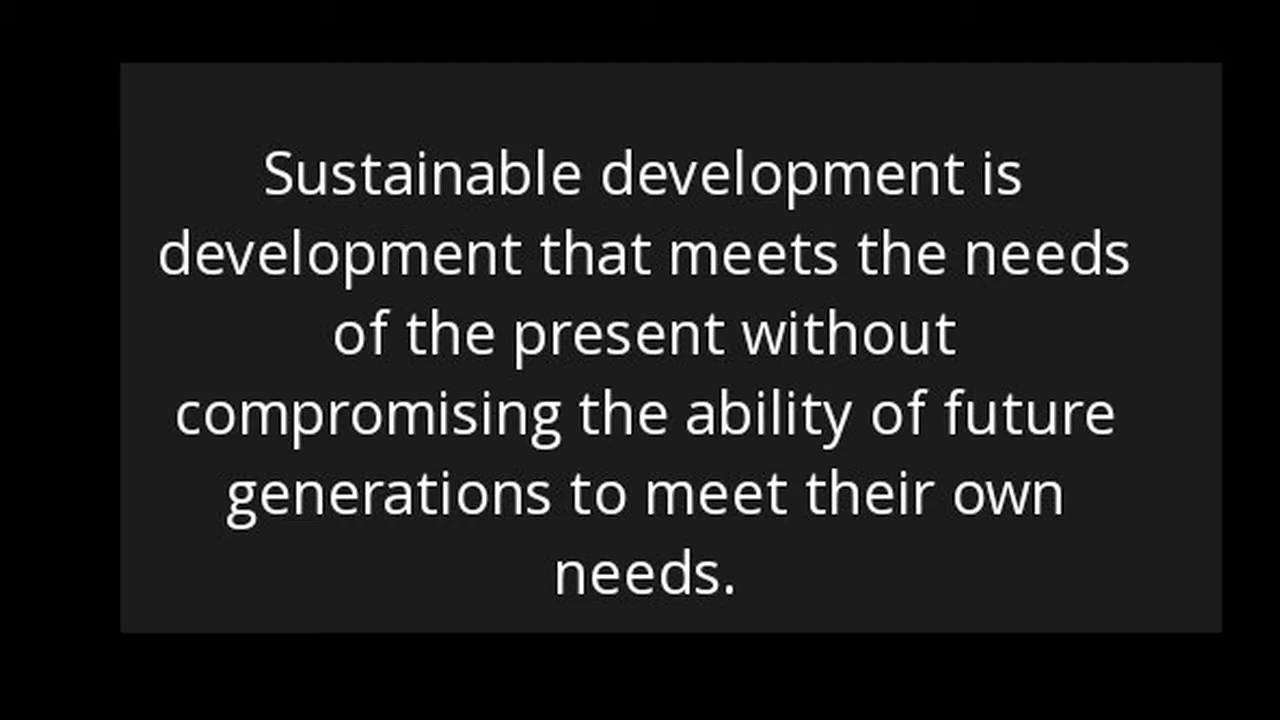 Sustainable development is
development that meets the needs
of the present without
compromising the ability of future
generations to meet their own
needs.